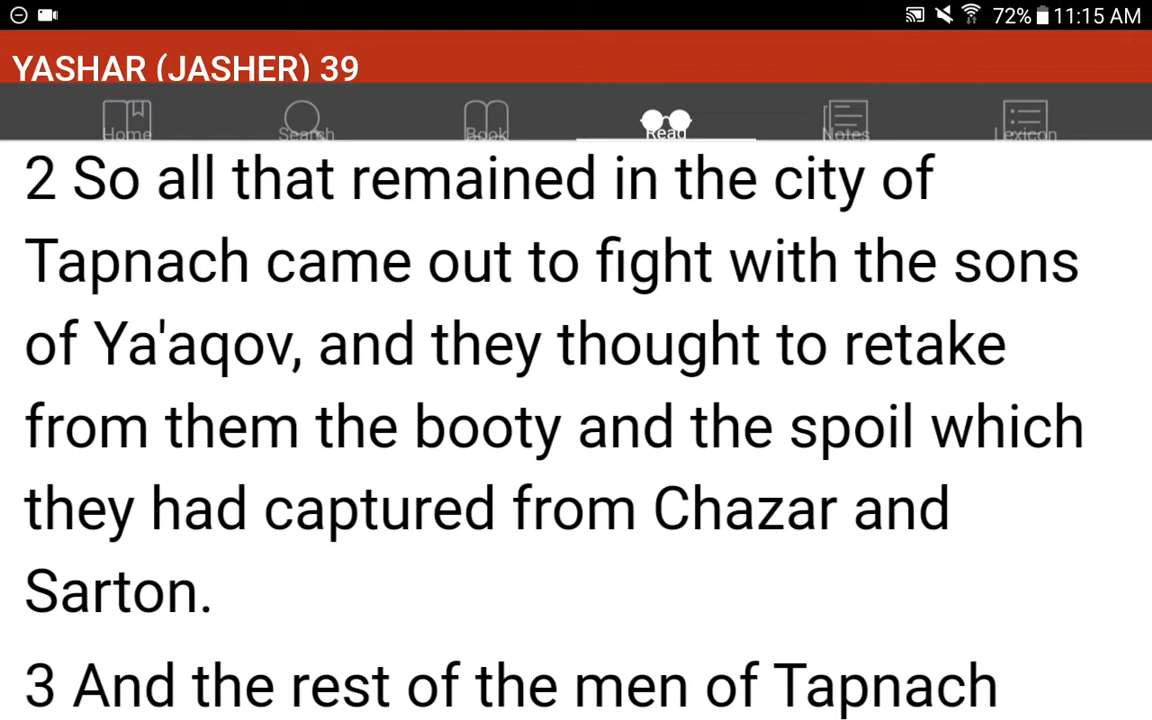 72% 11:15 AM
YASHAR (JASHER) 39
Home Search Book Read Notes Lexicon
2 So all that remained in the city of
Tapnach came out to fight with the sons
of Ya'aqov, and they thought to retake
from them the booty and the spoil which
they had captured from Chazar and
Sarton.
3 And the rest of the men of Tapnach